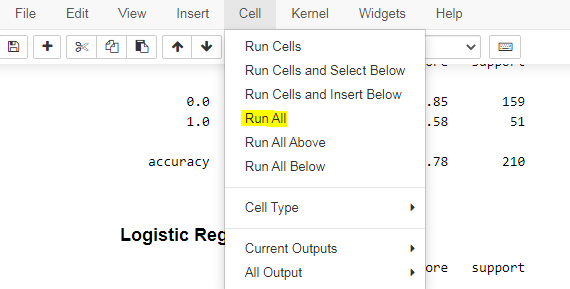 File Edit View Insert Cell Kernel Widgets Help
Run Cells
Run Cells and Select Below
support
Run Cells and Insert Below
0.0 .85 159
Run All
1.0 .58 51
Run All Above
accuracy .78 210
Run All Below
Cell Type
Logistic Reg
Current Outputs
All Output
ore support